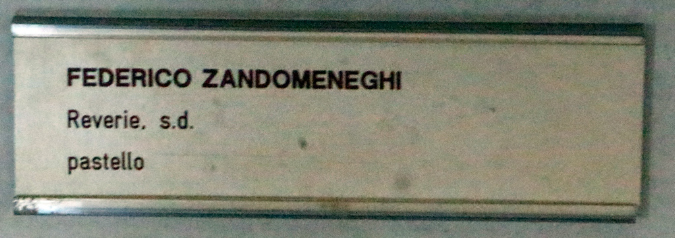 FEDERICO ZANDOMENEGHI
Reverie, s.d.
pastello